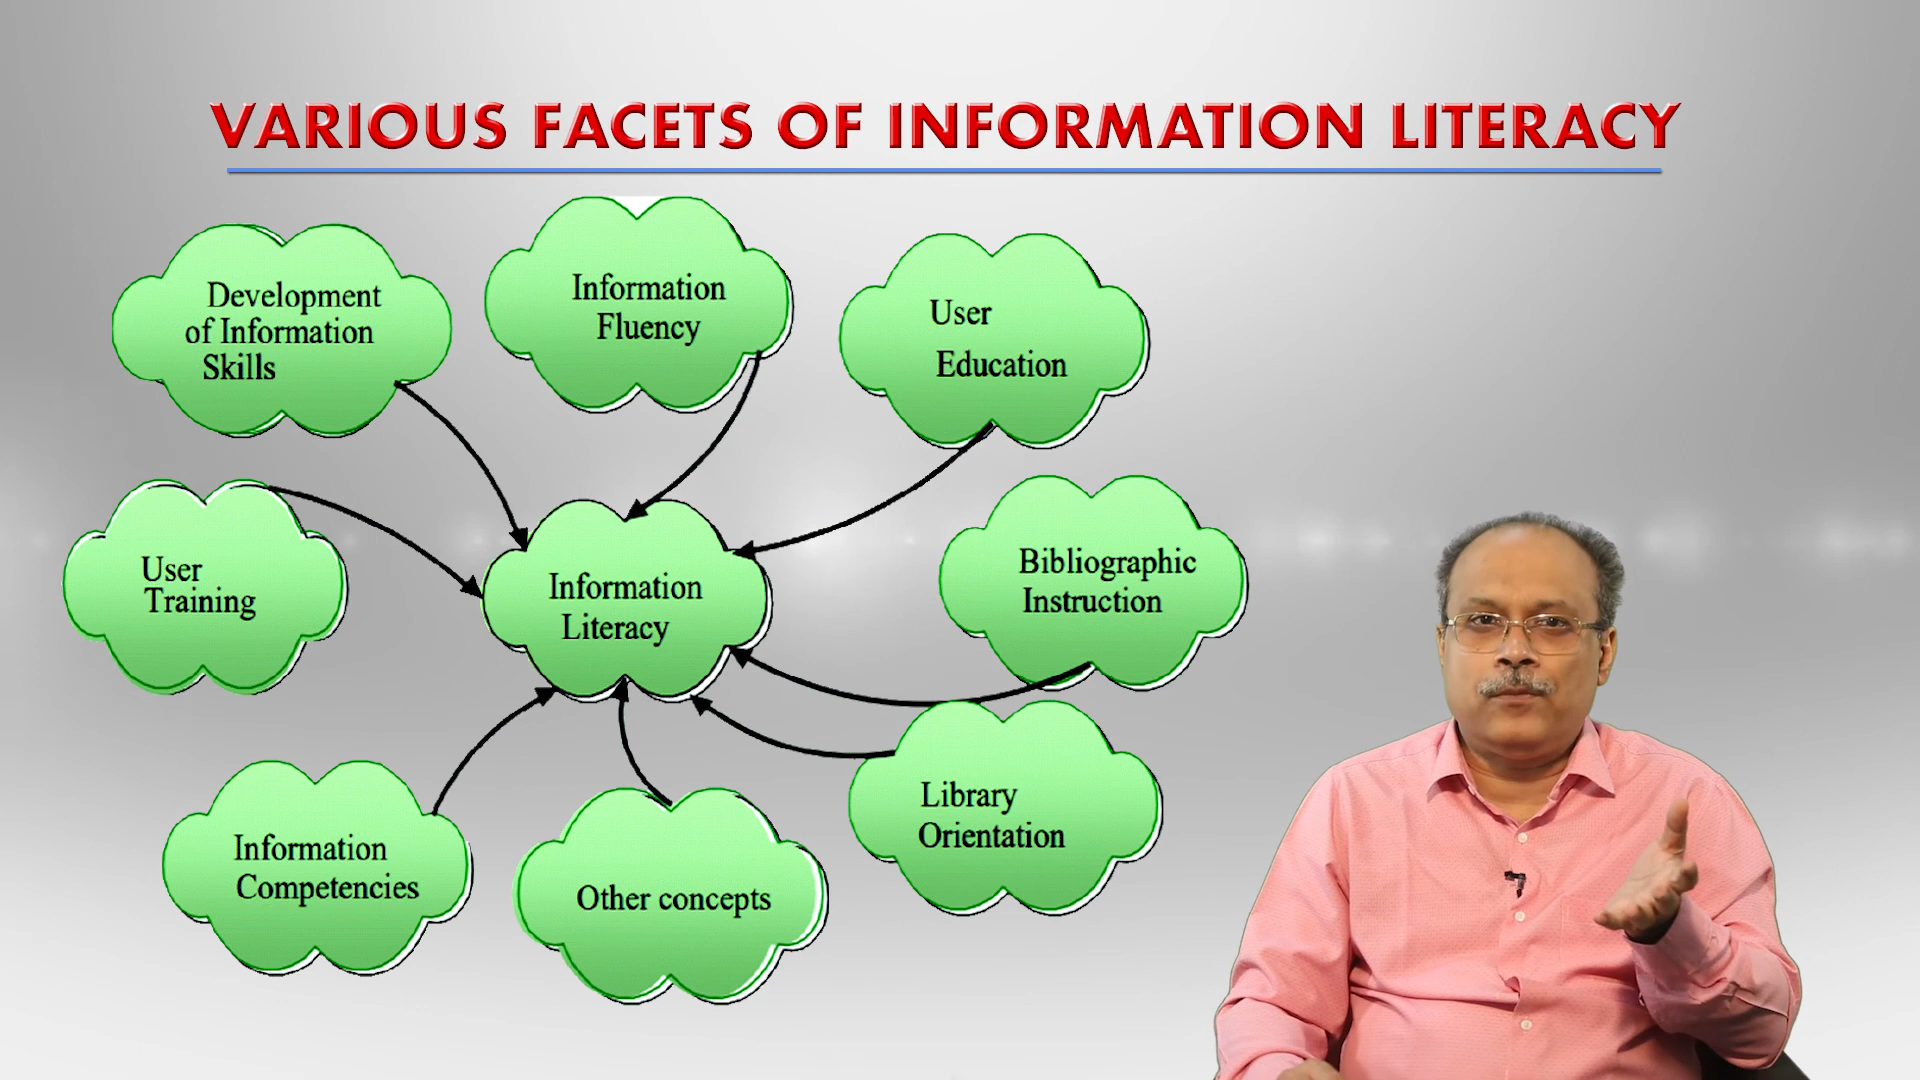 VARIOUS FACETS OF INFORMATION LITERACY
Development
of Information
Skills
Information
Fluency
User
Education
User
Training
Information
Literacy
Bibliographic
Instruction
Library
Orientation
Information
Competencies
Other concepts